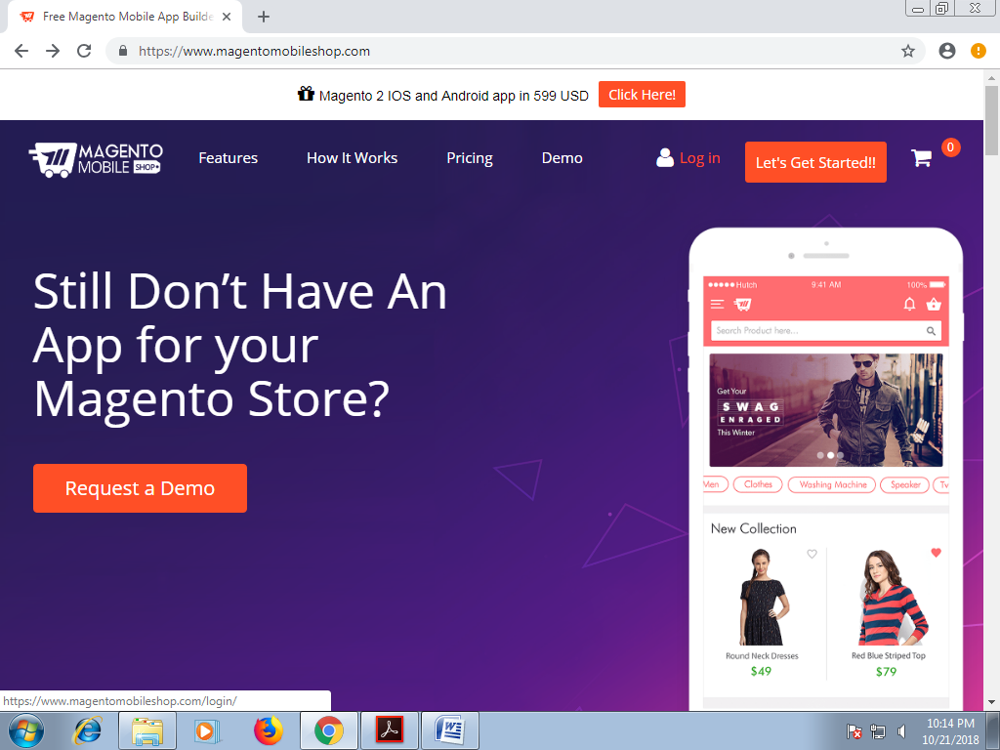 Free Magento Mobile App Builde
https://www.magentomobileshop.com
Magento 2 IOS and Android app in 599 USD Click Here!
MAGENTO
MOBILE SHOP
Features How It Works Pricing Demo Log in Let's Get Started!! 0
Still Don't Have An
App for your
Magento Store?
Request a Demo
Hutch 9:41 AM 100%
Search Product here...
Get Your
SWAG
ENRAGED
This Winter
Men Clothes Washing Machine Speaker Tv
New Collection
Round Neck Dresses Red Blue Striped Top
$49 $79
https://www.magentomobileshop.com/login/
10:14 PM
10/21/2018